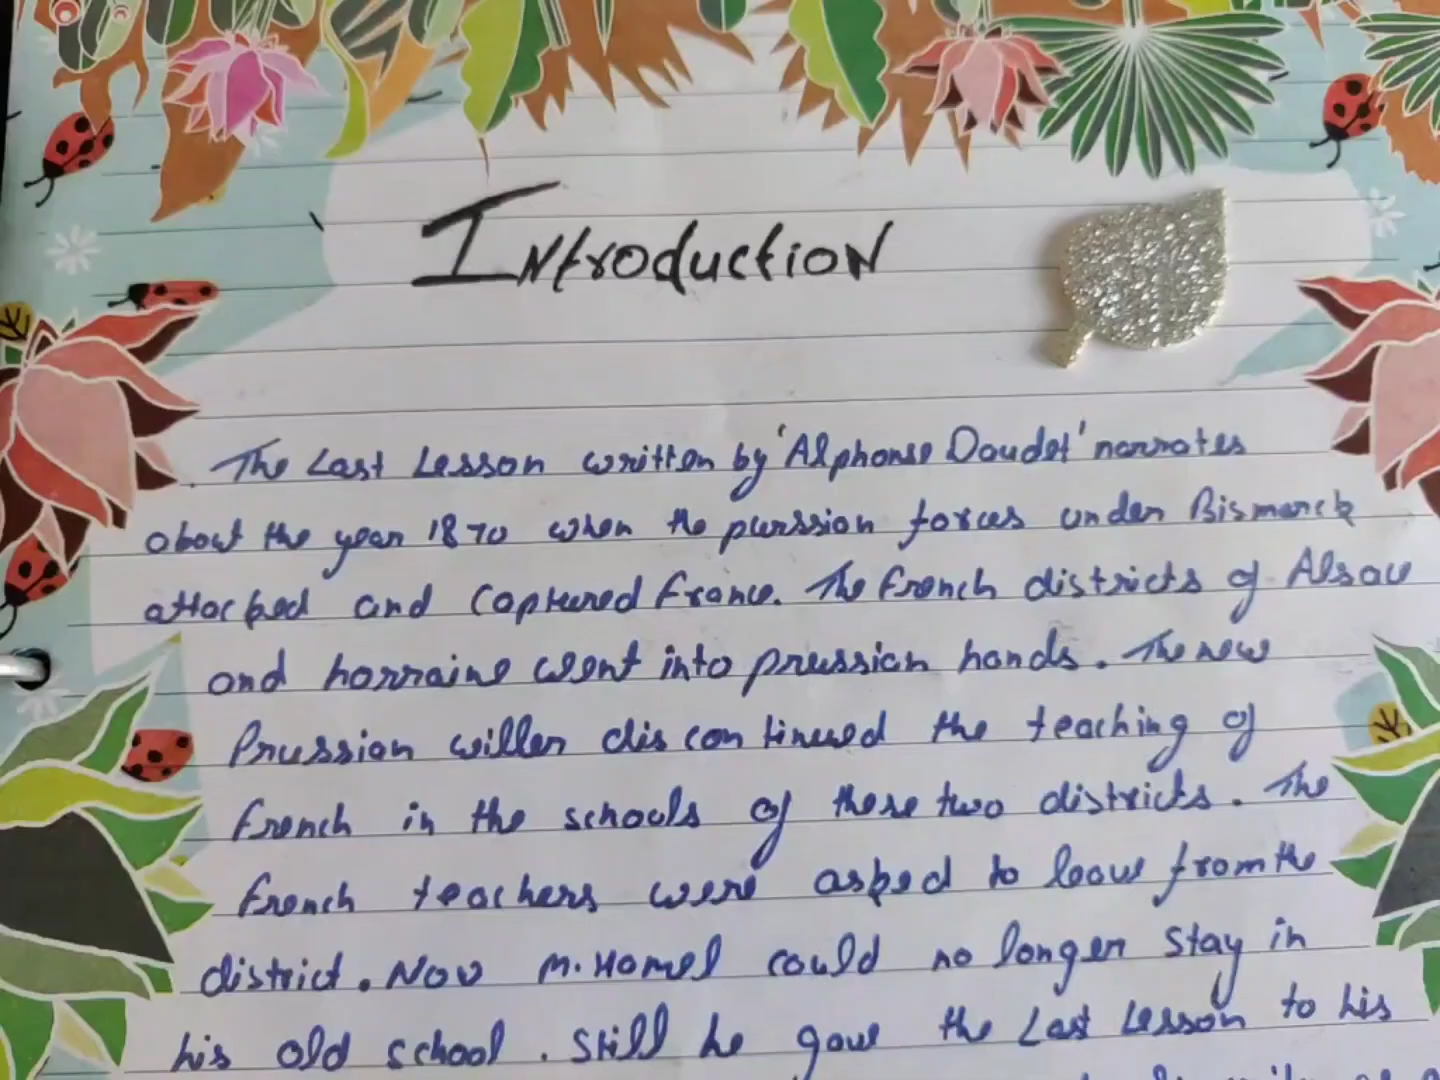 Introduction
The Last Lesson written by 'Alphonse Daudet' narrates
about the year 1870 when the purssian forces under Bismarck
attacked and captured france. The french districts of Alsace
and Lorraine went into prussian hands. The new
Prussian willer discontinued the teaching of
french in the schools of these two districts. The
french teachers were asked to leave from the
district. Now M. Hamel could no longer stay in
his old school. Still he gave the Last Lesson to his